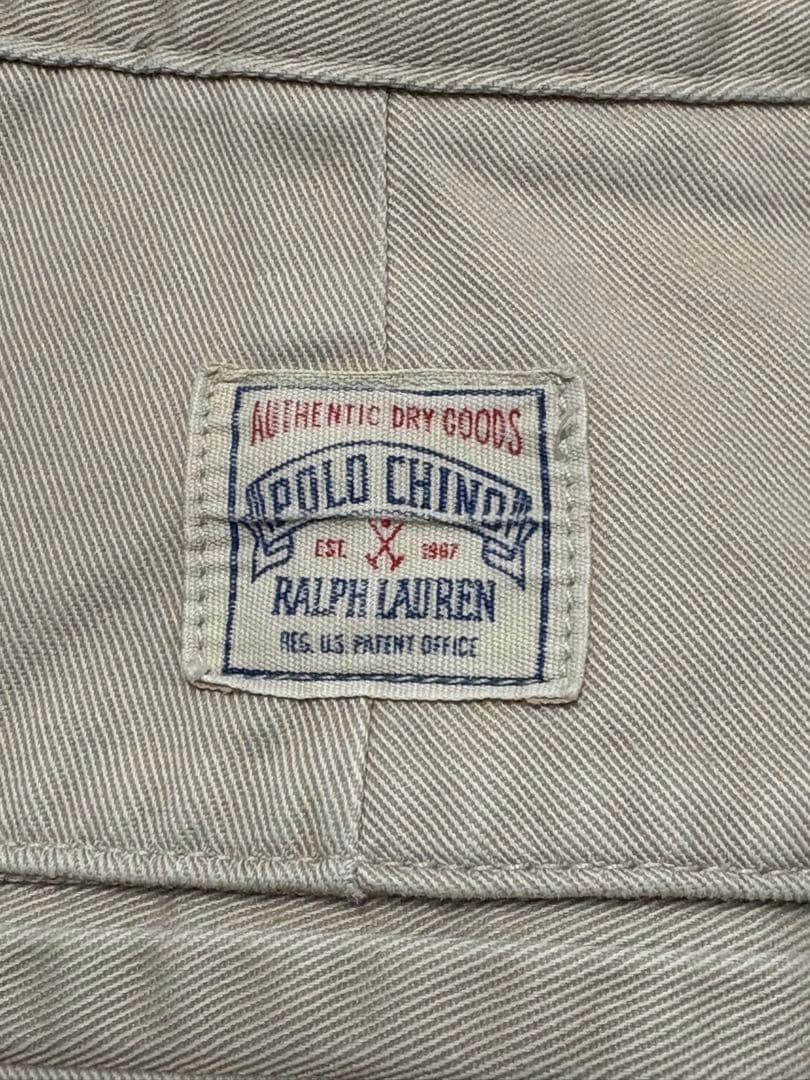 AUTHENTIC DRY GOODS
POLO CHINO
EST. 1967
RALPH LAUREN
REG. U.S. PATENT OFFICE